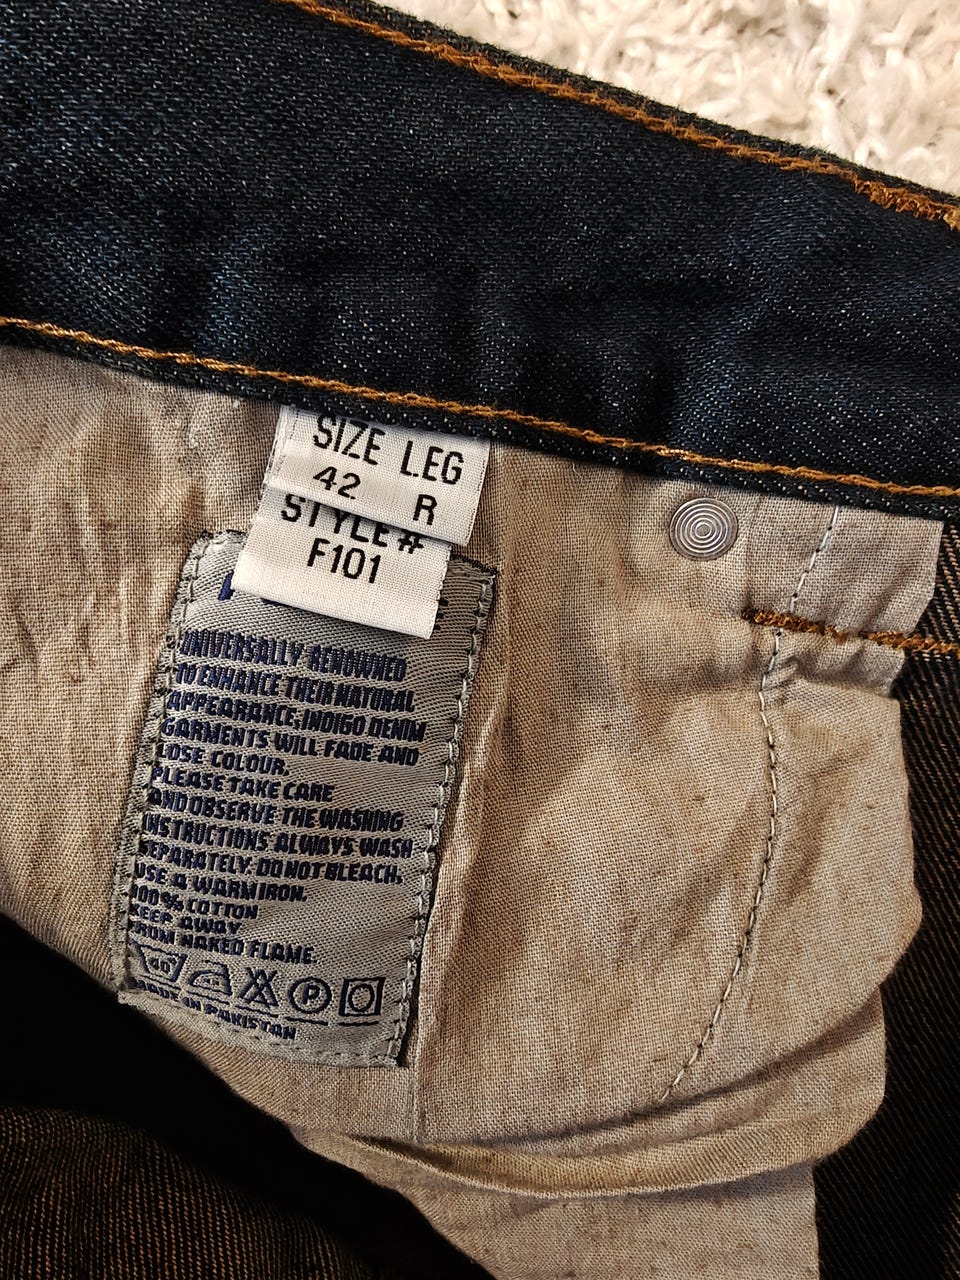 SIZE LEG
42 R
STYLE #
F101
UNIVERSALLY RENOWNED
TO ENHANCE THEIR NATURAL
APPEARANCE, INDIGO DENIM
GARMENTS WILL FADE AND
LOSE COLOUR.
PLEASE TAKE CARE
AND OBSERVE THE WASHING
INSTRUCTIONS ALWAYS WASH
SEPARATELY. DO NOT BLEACH.
USE A WARM IRON.
100% COTTON
KEEP AWAY
FROM NAKED FLAME.
40 P
MADE IN PAKISTAN